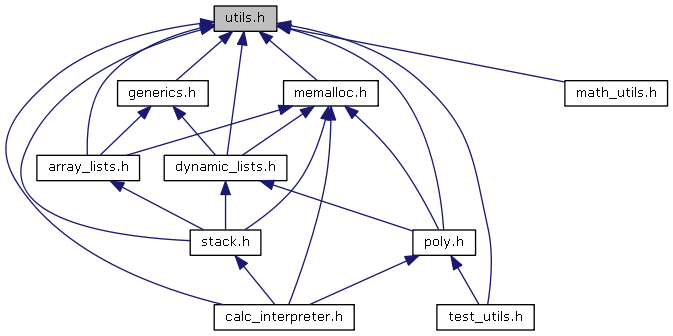 utils.h
generics.h
memalloc.h
math_utils.h
array_lists.h
dynamic_lists.h
stack.h
poly.h
calc_interpreter.h
test_utils.h